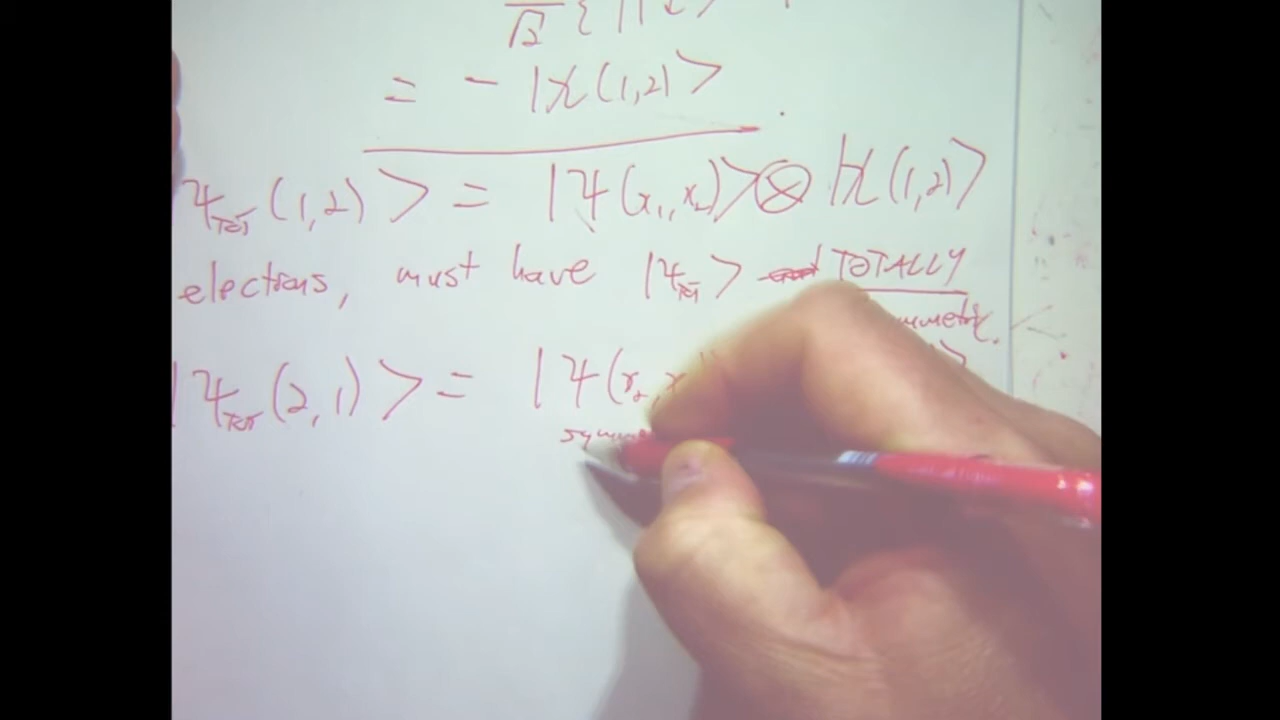 = - |χ(1,2)>
Ψ_TOT (1,2) > = |Ψ(x₁,x₂)> ⊗ |χ(1,2)>
electrons, must have |Ψ_TOT> TOTALLY
|Ψ_TOT (2,1) > = |Ψ(x₂,x